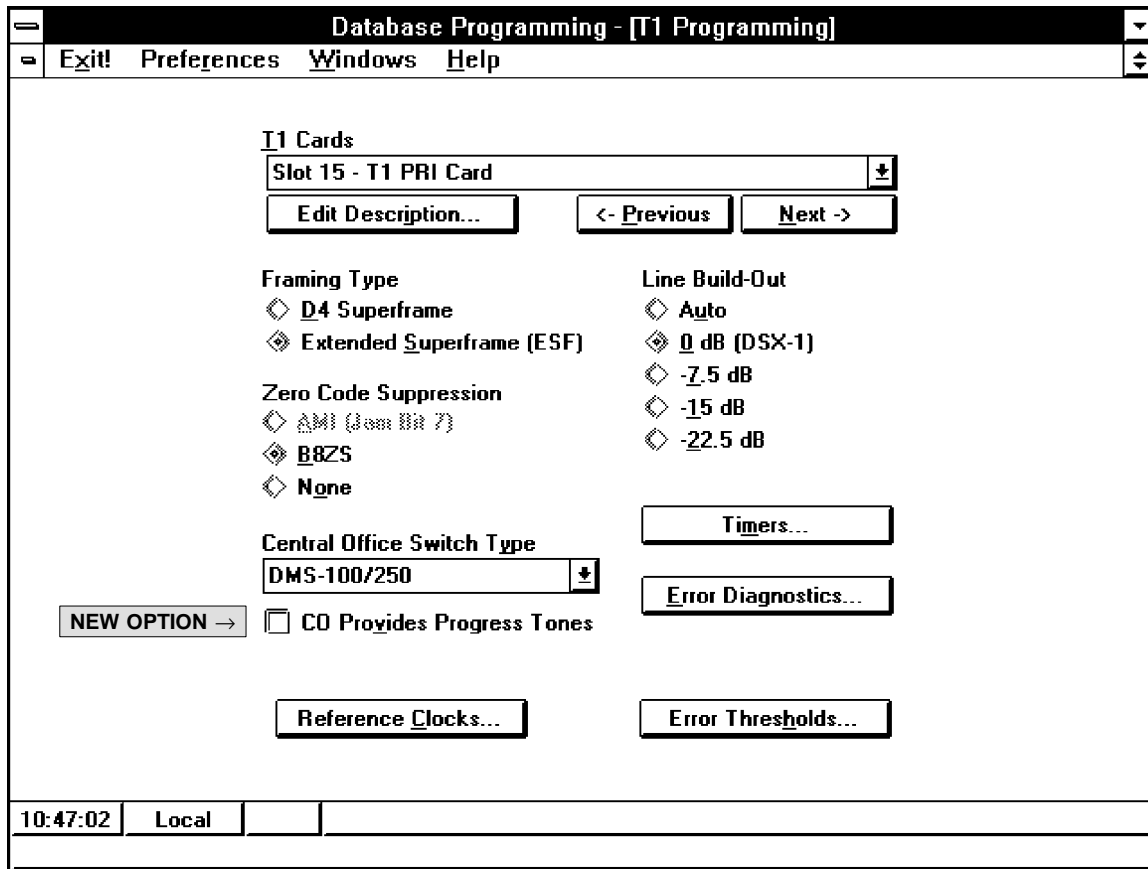 Database Programming - [T1 Programming]
Exit! Preferences Windows Help
T1 Cards
Slot 15 - T1 PRI Card
Edit Description... <- Previous Next ->
Framing Type
D4 Superframe
Extended Superframe (ESF)
Zero Code Suppression
AMI (Jam Bit 7)
B8ZS
None
Line Build-Out
Auto
0 dB (DSX-1)
-7.5 dB
-15 dB
-22.5 dB
Central Office Switch Type
DMS-100/250
NEW OPTION → CO Provides Progress Tones
Timers...
Error Diagnostics...
Reference Clocks... Error Thresholds...
10:47:02 Local